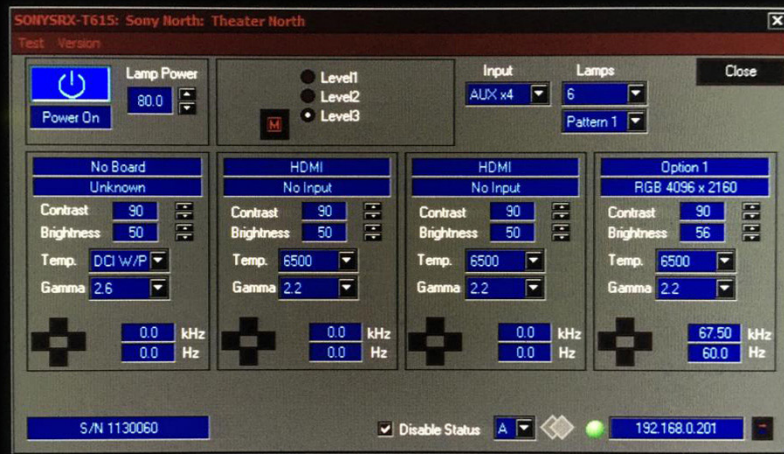 SONYSRX-T615: Sony North: Theater North
Test Version
Lamp Power
80.0
Power On
Level1
Level2
Level3
M
Input
AUX x4
Lamps
6
Pattern 1
Close
No Board
Unknown
Contrast 90
Brightness 50
Temp. DCI W/P
Gamma 2.6
0.0 kHz
0.0 Hz
HDMI
No Input
Contrast 90
Brightness 50
Temp. 6500
Gamma 2.2
0.0 kHz
0.0 Hz
HDMI
No Input
Contrast 90
Brightness 50
Temp. 6500
Gamma 2.2
0.0 kHz
0.0 Hz
Option 1
RGB 4096 x 2160
Contrast 90
Brightness 56
Temp. 6500
Gamma 2.2
67.50 kHz
60.0 Hz
S/N 1130060
Disable Status A
192.168.0.201